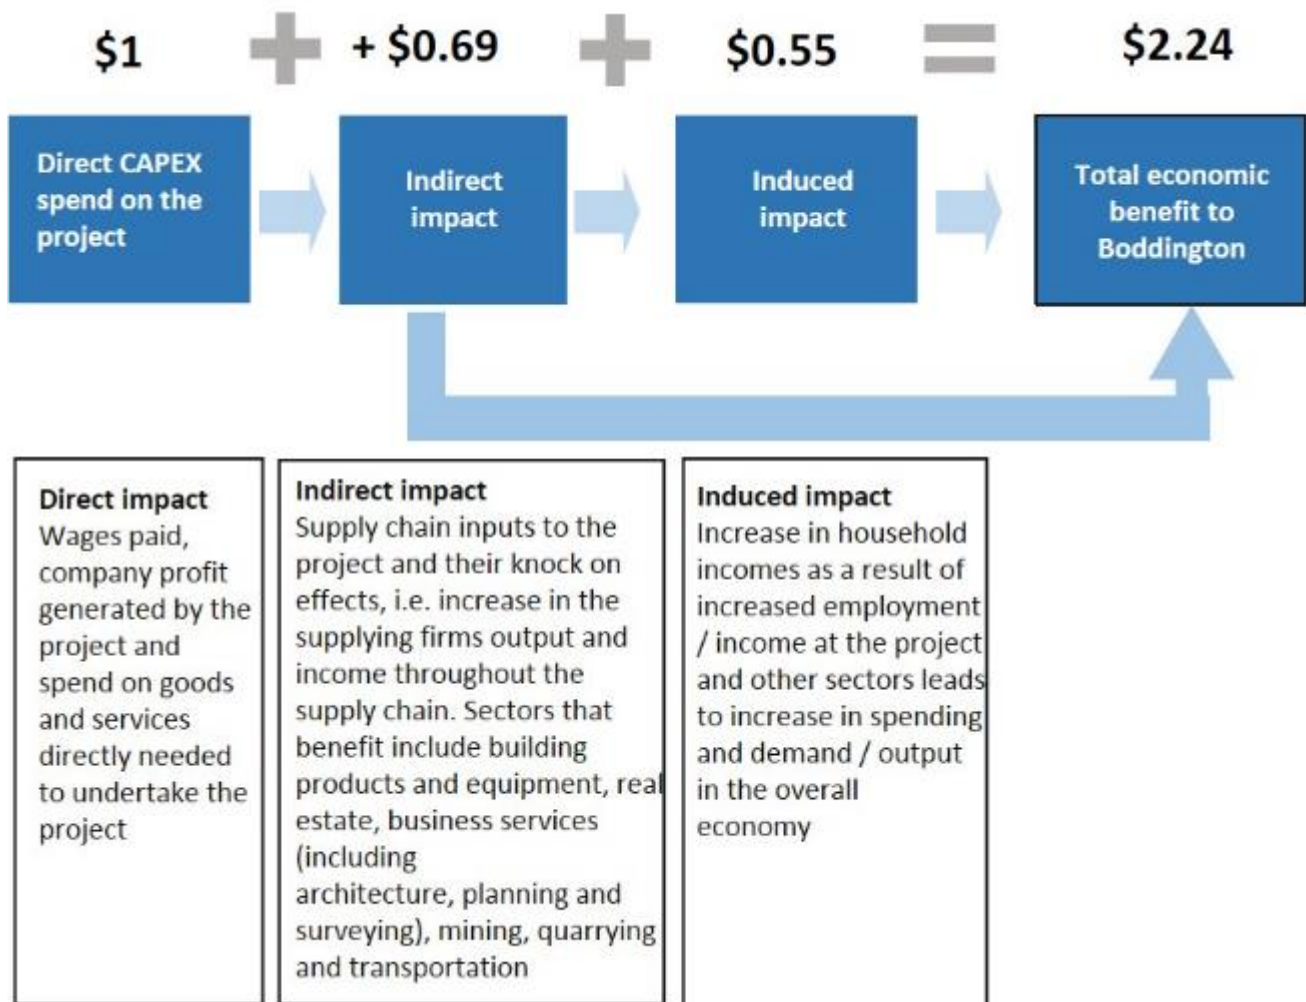 $1 + + $0.69 + $0.55 = $2.24
Direct CAPEX
spend on the
project
Indirect
impact
Induced
impact
Total economic
benefit to
Boddington
Direct impact
Wages paid,
company profit
generated by the
project and
spend on goods
and services
directly needed
to undertake the
project
Indirect impact
Supply chain inputs to the
project and their knock on
effects, i.e. increase in the
supplying firms output and
income throughout the
supply chain. Sectors that
benefit include building
products and equipment, real
estate, business services
(including
architecture, planning and
surveying), mining, quarrying
and transportation
Induced impact
Increase in household
incomes as a result of
increased employment
/ income at the project
and other sectors leads
to increase in spending
and demand / output
in the overall
economy